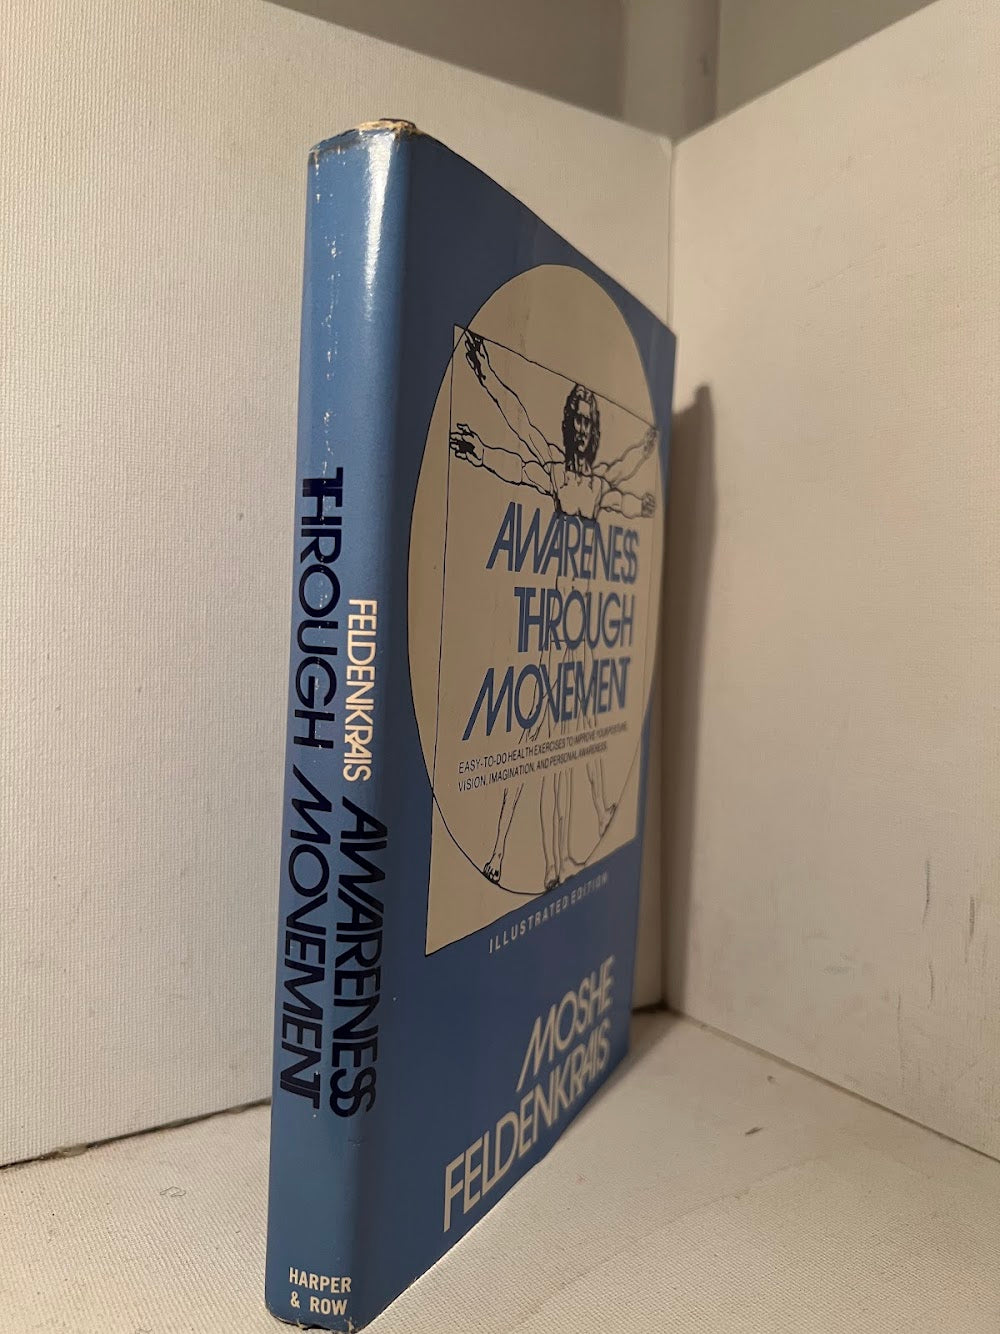 FELDENKRAIS AWARENESS
THROUGH MOVEMENT
HARPER
& ROW
AWARENESS
THROUGH
MOVEMENT
EASY-TO-DO HEALTH EXERCISES TO IMPROVE YOUR POSTURE,
VISION, IMAGINATION, AND PERSONAL AWARENESS
ILLUSTRATED EDITION
MOSHE
FELDENKRAIS